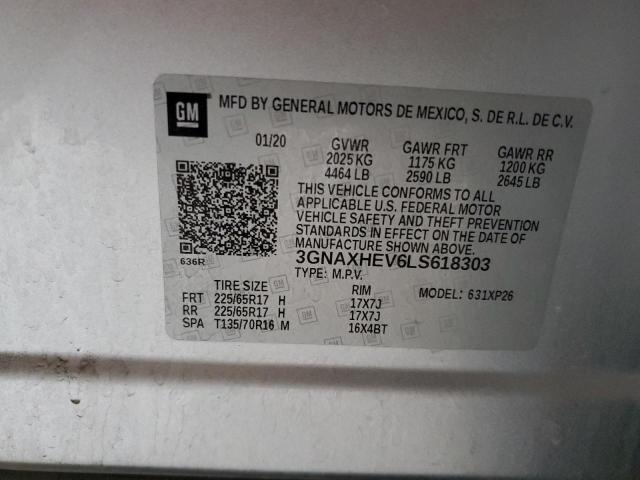 GM
MFD BY GENERAL MOTORS DE MEXICO, S. DE R.L. DE C.V.
01/20 GVWR GAWR FRT GAWR RR
2025 KG 1175 KG 1200 KG
4464 LB 2590 LB 2645 LB
THIS VEHICLE CONFORMS TO ALL
APPLICABLE U.S. FEDERAL MOTOR
VEHICLE SAFETY AND THEFT PREVENTION
STANDARDS IN EFFECT ON THE DATE OF
MANUFACTURE SHOWN ABOVE.
636R
3GNAXHEV6LS618303
TYPE: M.P.V.
TIRE SIZE RIM MODEL: 631XP26
FRT 225/65R17 H 17X7J
RR 225/65R17 H 17X7J
SPA T135/70R16 M 16X4BT